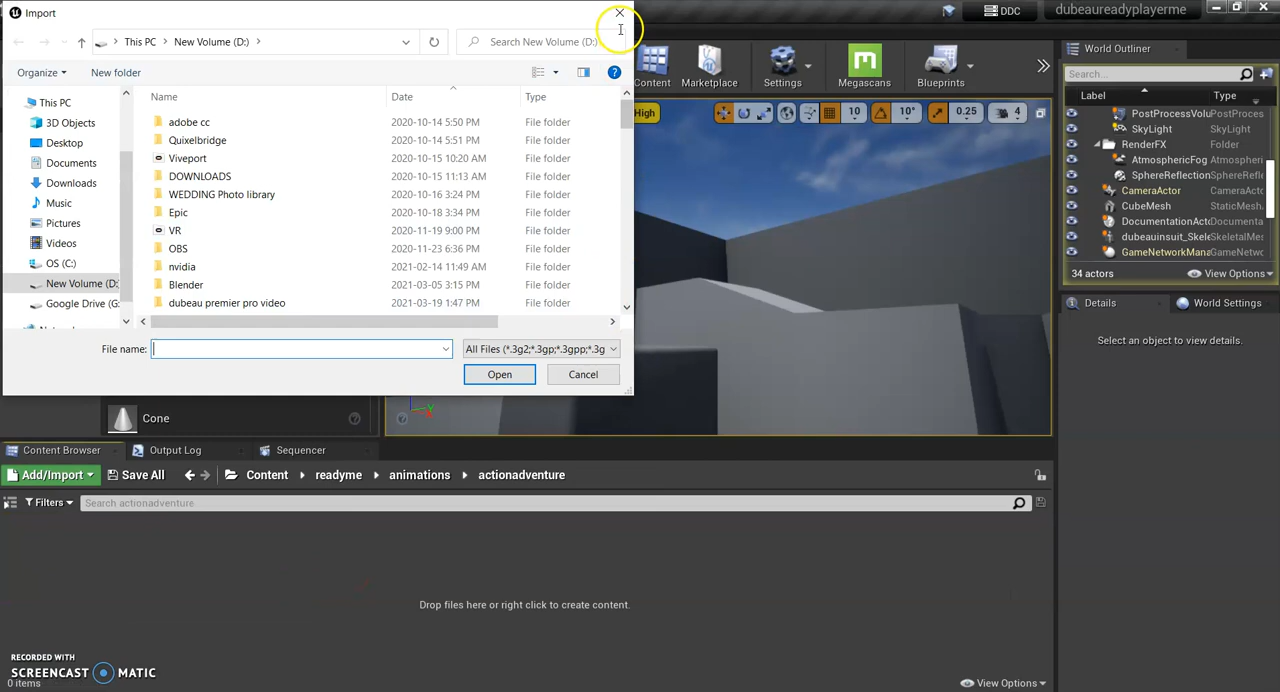 Import
This PC > New Volume (D:) >
Search New Volume (D:)
Organize
New folder
This PC
3D Objects
Desktop
Documents
Downloads
Music
Pictures
Videos
OS (C:)
New Volume (D:
Google Drive (G:
Name Date Type
adobe cc 2020-10-14 5:50 PM File folder
Quixelbridge 2020-10-14 5:51 PM File folder
Viveport 2020-10-15 10:20 AM File folder
DOWNLOADS 2020-10-15 11:13 AM File folder
WEDDING Photo library 2020-10-16 3:24 PM File folder
Epic 2020-10-18 3:34 PM File folder
VR 2020-11-19 9:00 PM File folder
OBS 2020-11-23 6:36 PM File folder
nvidia 2021-02-14 11:49 AM File folder
Blender 2021-03-05 3:15 PM File folder
dubeau premier pro video 2021-03-19 1:47 PM File folder
File name:
All Files (*.3g2;*.3gp;*.3gpp;*.3g
Open
Cancel
DDC
dubeaureadyplayerme
Content
Marketplace
Settings
Megascans
Blueprints
High
10
10°
0.25
4
World Outliner
Search...
Label Type
PostProcessVolu PostProces
SkyLight SkyLight
RenderFX Folder
AtmosphericFog Atmospheri
SphereReflection SphereRefle
CameraActor CameraActo
CubeMesh StaticMesh
DocumentationActo Documenta
dubeauinsuit_Skele SkeletalMes
GameNetworkMana GameNetwo
34 actors
View Options
Details
World Settings
Select an object to view details.
Cone
Content Browser
Output Log
Sequencer
Add/Import
Save All
Content
readyme
animations
actionadventure
Filters
Search actionadventure
Drop files here or right click to create content.
RECORDED WITH
SCREENCAST MATIC
0 items
View Options